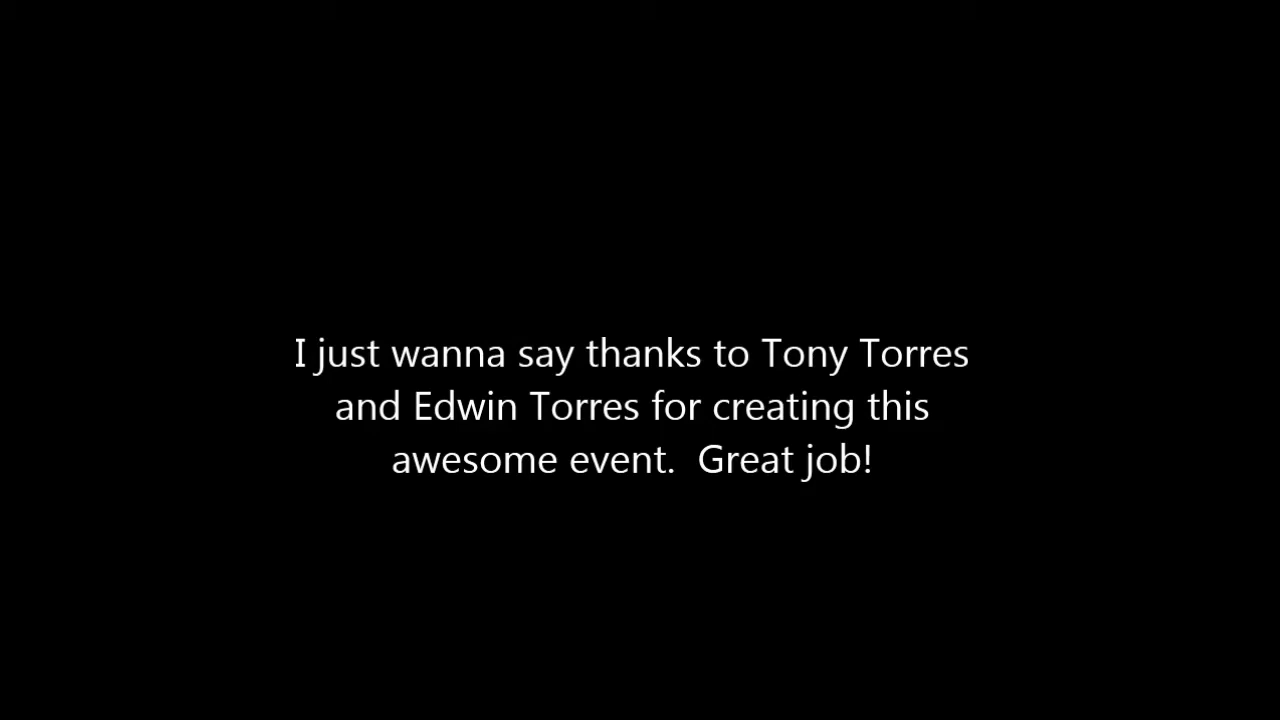 I just wanna say thanks to Tony Torres
and Edwin Torres for creating this
awesome event.  Great job!